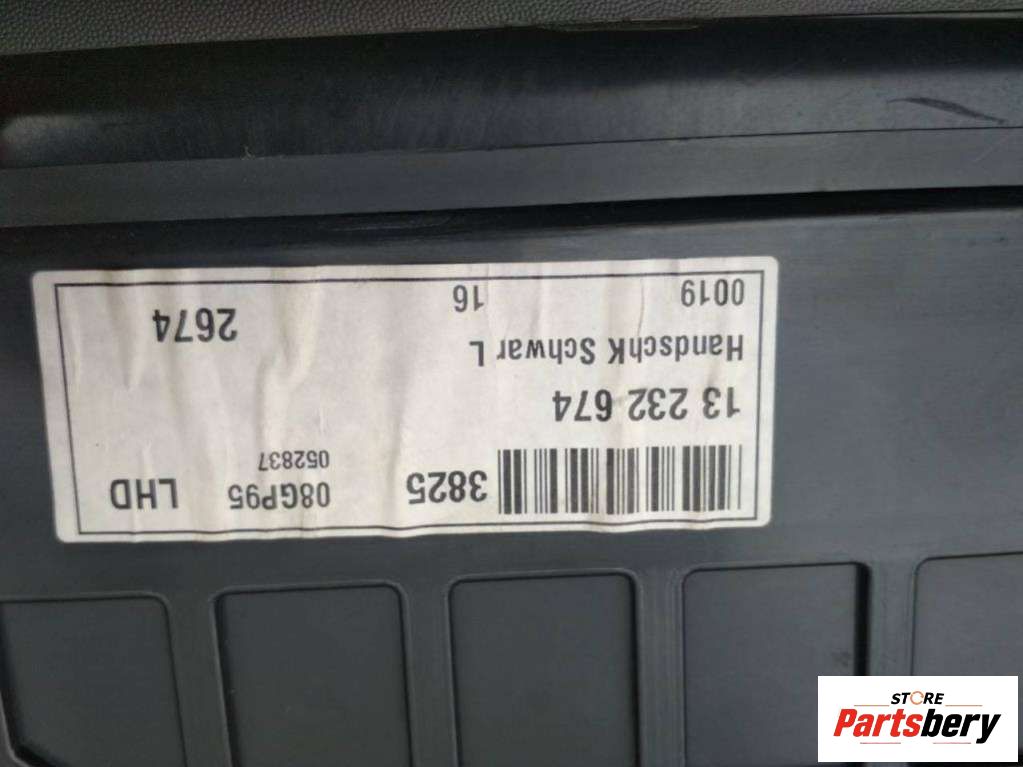 3825 08GP95 LHD
052837
13 232 674
HandschK Schwar L
0019 16 2674
STORE
Partsbery